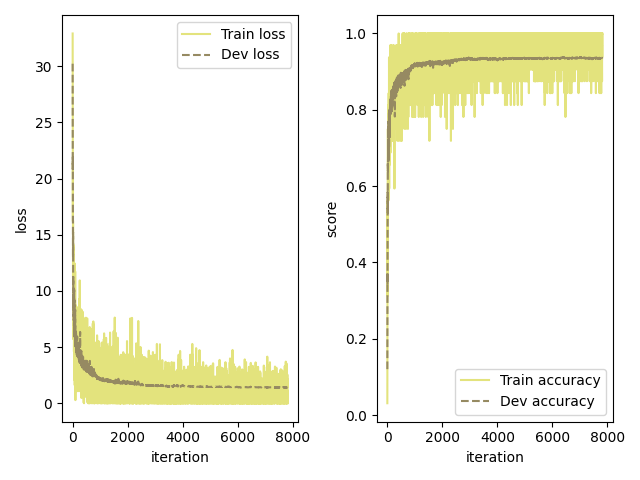 Train loss
Dev loss
30
25
20
15
10
5
0
loss
0 2000 4000 6000 8000
iteration
1.0
0.8
0.6
0.4
0.2
0.0
score
Train accuracy
Dev accuracy
0 2000 4000 6000 8000
iteration